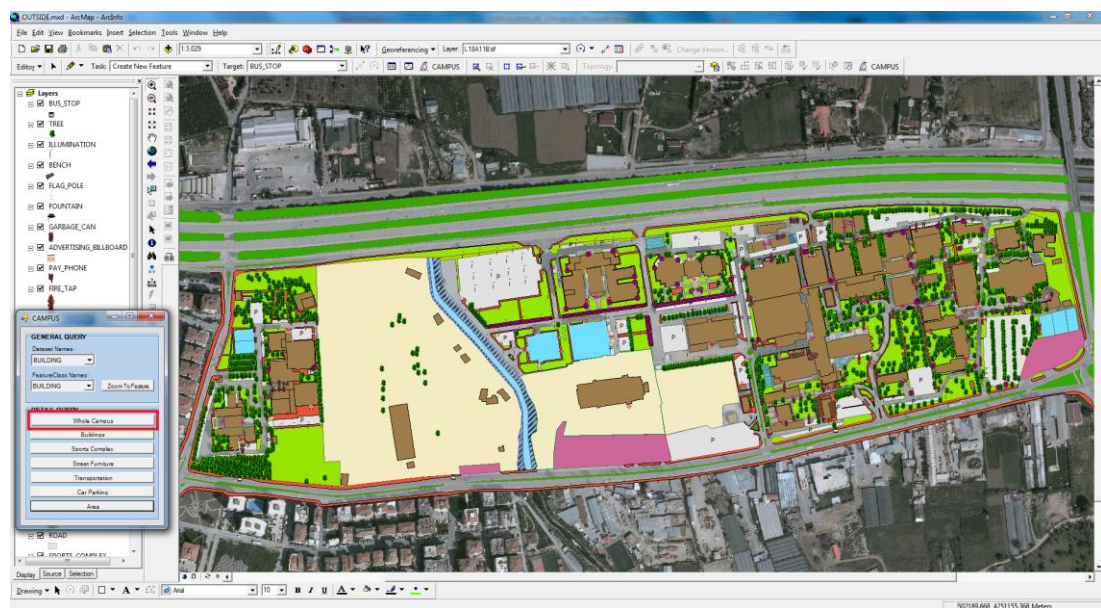 OUTSIDE.mxd - ArcMap - ArcInfo
File Edit View Bookmarks Insert Selection Tools Window Help
1:3.029 Georeferencing Layer: L18A11B.tif Change Version...
Editor Task: Create New Feature Target: BUS_STOP CAMPUS Topology: CAMPUS
Layers
BUS_STOP
TREE
ILLUMINATION
BENCH
FLAG_POLE
FOUNTAIN
GARBAGE_CAN
ADVERTISING_BILLBOARD
PAY_PHONE
FIRE_TAP
CAMPUS
GENERAL QUERY
Dataset Names:
BUILDING
FeatureClass Names:
BUILDING Zoom To Feature
DETAIL QUERY
Whole Campus
Buildings
Sports Complex
Street Furniture
Transportation
Car Parking
Area
ROAD
SPORTS_COMPLEX
Display Source Selection
Drawing A Arial 10 B I U A
502189,668 4251155,368 Meters